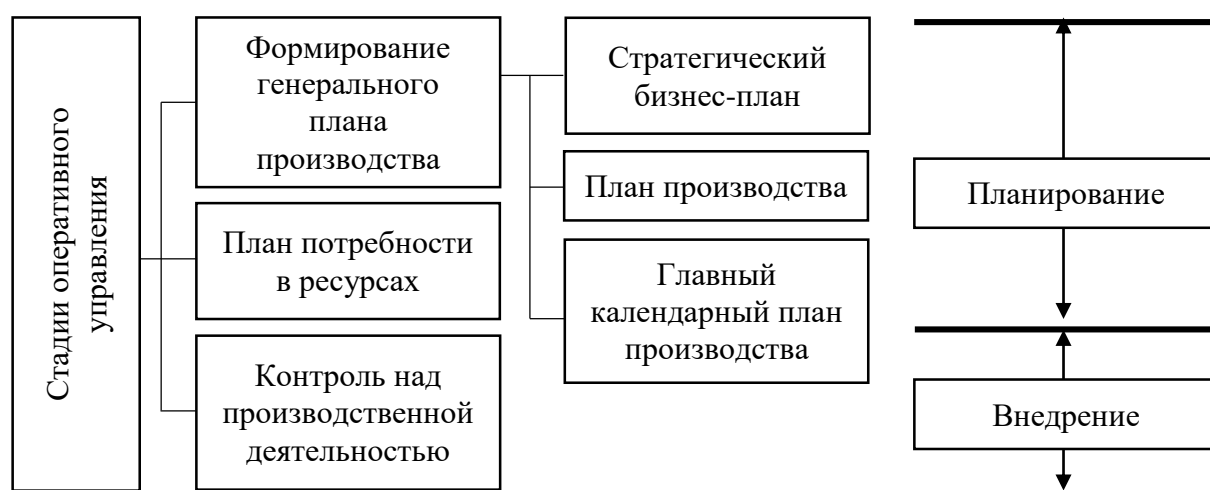 Стадии оперативного
управления
Формирование
генерального
плана
производства
План потребности
в ресурсах
Контроль над
производственной
деятельностью
Стратегический
бизнес-план
План производства
Главный
календарный план
производства
Планирование
Внедрение